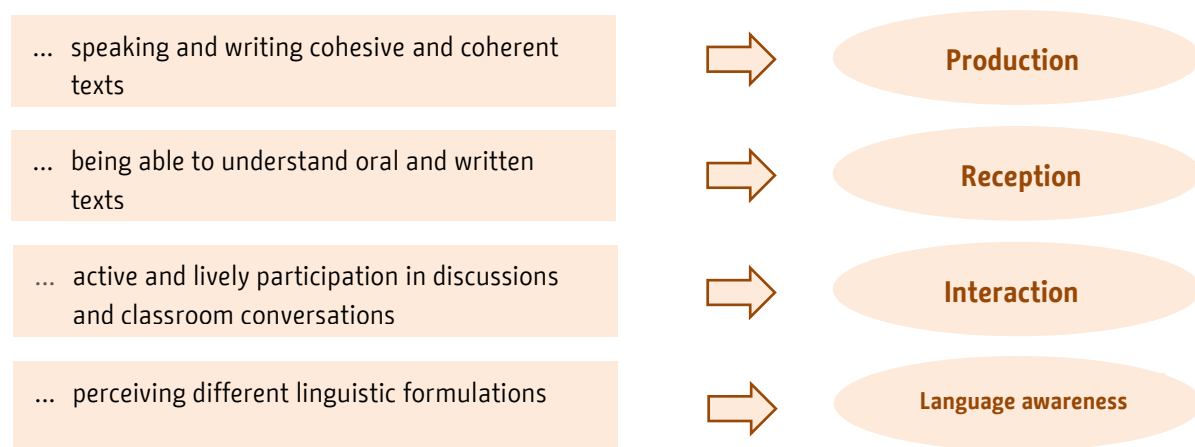 ... speaking and writing cohesive and coherent
texts
Production
... being able to understand oral and written
texts
Reception
... active and lively participation in discussions
and classroom conversations
Interaction
... perceiving different linguistic formulations
Language awareness